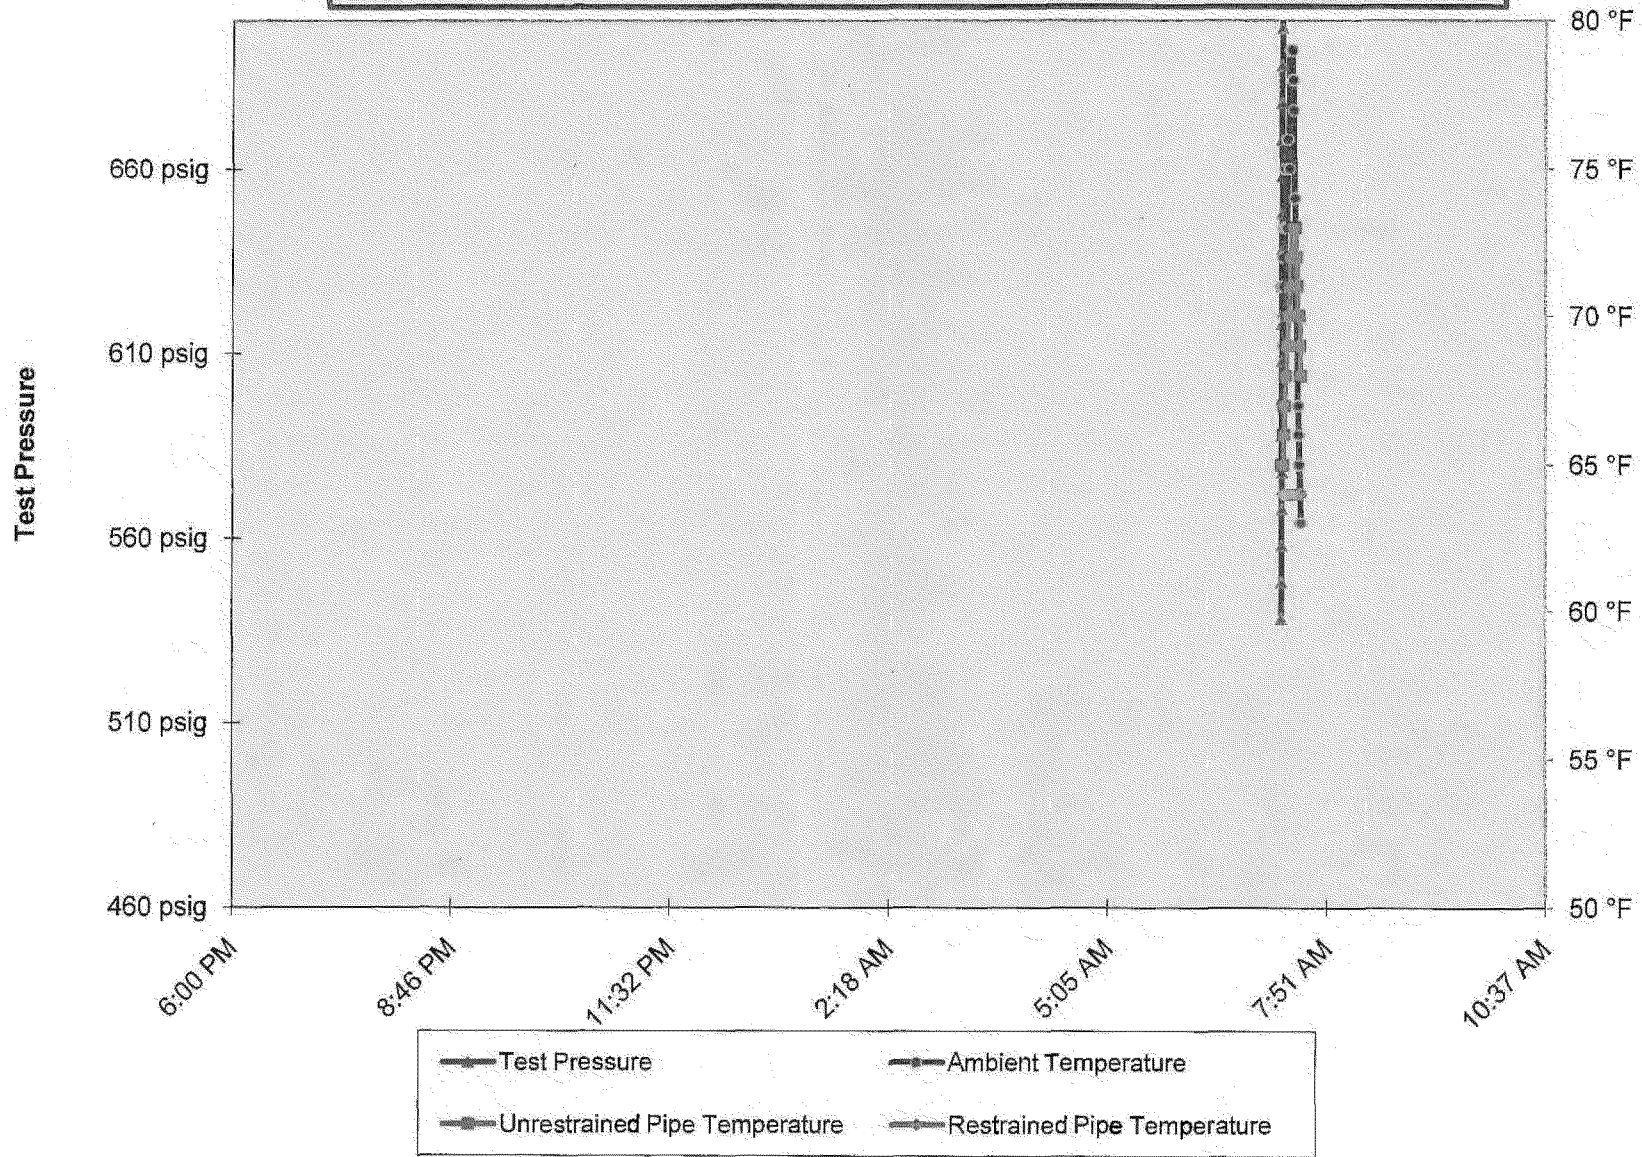 80 °F
660 psig
75 °F
70 °F
610 psig
Test Pressure
65 °F
560 psig
60 °F
510 psig
55 °F
460 psig
50 °F
6:00 PM
8:46 PM
11:32 PM
2:18 AM
5:05 AM
7:51 AM
10:37 AM
Test Pressure
Ambient Temperature
Unrestrained Pipe Temperature
Restrained Pipe Temperature